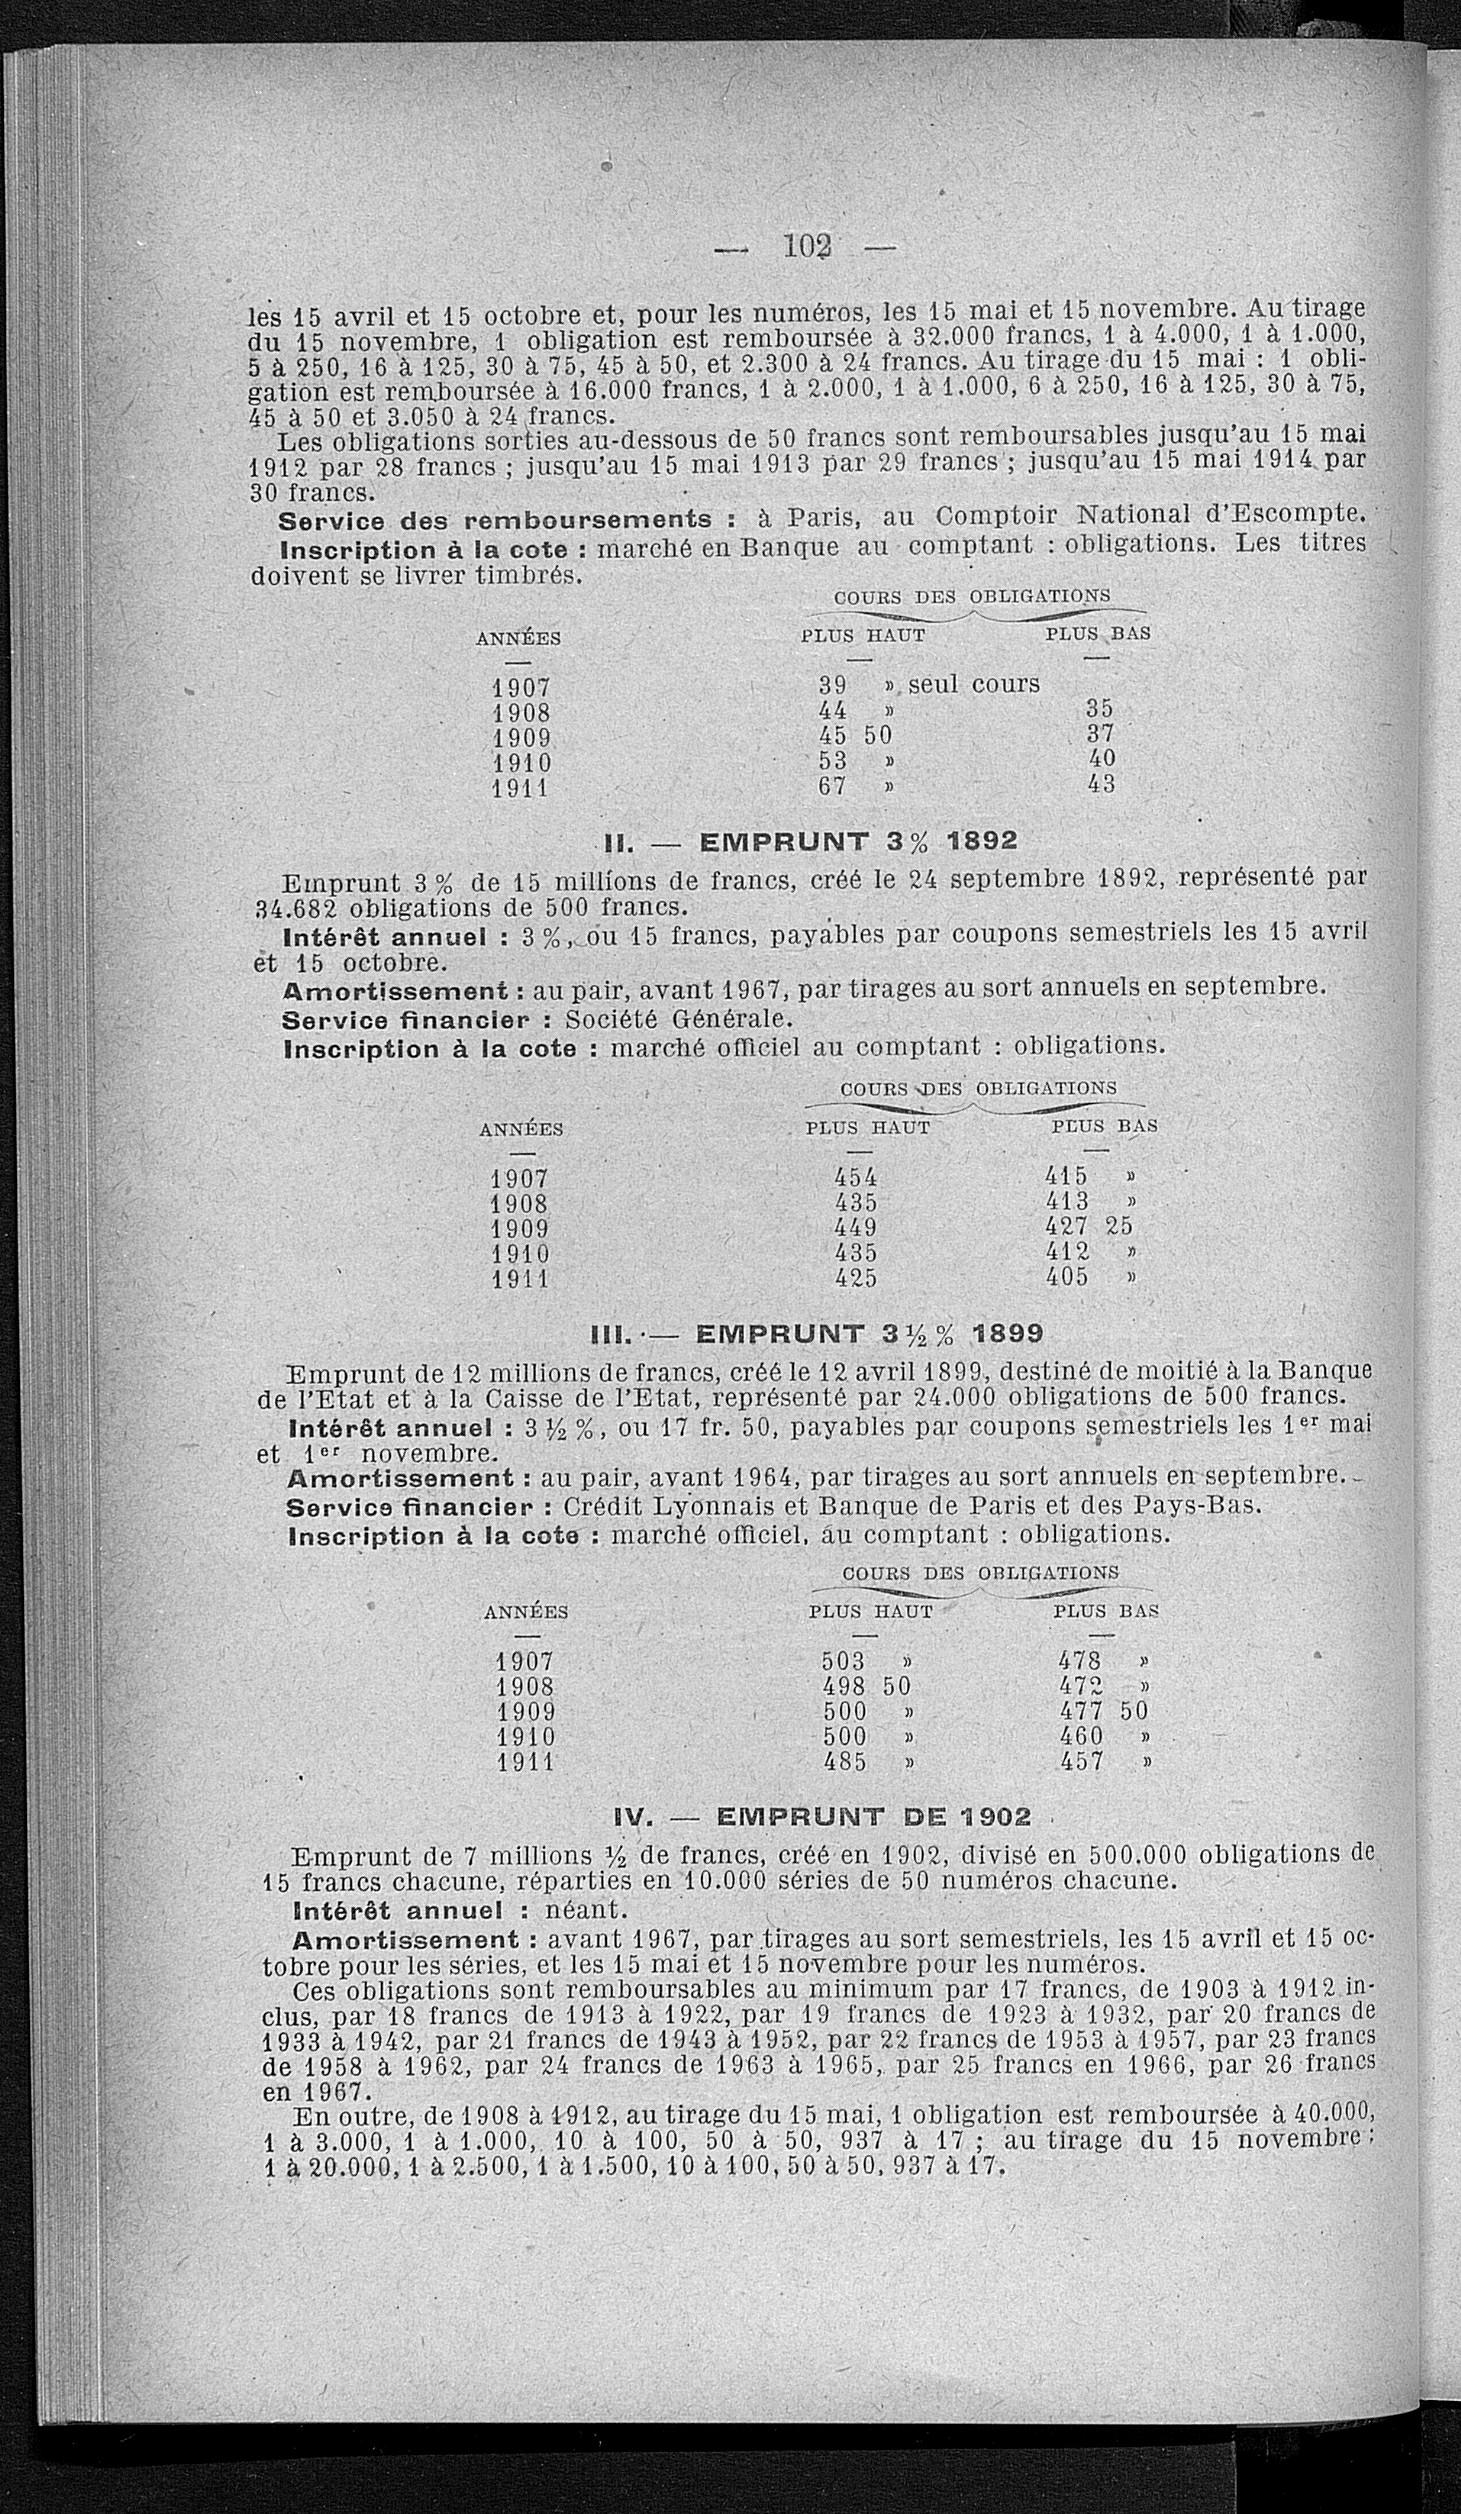 — 102 —
les 15 avril et 15 octobre et, pour les numéros, les 15 mai et 15 novembre. Au tirage
du 15 novembre, 1 obligation est remboursée à 32.000 francs, 1 à 4.000, 1 à 1.000,
5 à 250, 16 à 125, 30 à 75, 45 à 50, et 2.300 à 24 francs. Au tirage du 15 mai : 1 obli-
gation est remboursée à 16.000 francs, 1 à 2.000, 1 à 1.000, 6 à 250, 16 à 125, 30 à 75,
45 à 50 et 3.050 à 24 francs.
Les obligations sorties au-dessous de 50 francs sont remboursables jusqu'au 15 mai
1912 par 28 francs ; jusqu'au 15 mai 1913 par 29 francs ; jusqu'au 15 mai 1914 par
30 francs.
Service des remboursements : à Paris, au Comptoir National d'Escompte.
Inscription à la cote : marché en Banque au comptant : obligations. Les titres
doivent se livrer timbrés.
COURS DES OBLIGATIONS
ANNÉES PLUS HAUT PLUS BAS
1907 39 » seul cours
1908 44 » 35
1909 45 50 37
1910 53 » 40
1911 67 » 43
II. — EMPRUNT 3 % 1892
Emprunt 3 % de 15 millions de francs, créé le 24 septembre 1892, représenté par
34.682 obligations de 500 francs.
Intérêt annuel : 3 %, ou 15 francs, payables par coupons semestriels les 15 avril
et 15 octobre.
Amortissement : au pair, avant 1967, par tirages au sort annuels en septembre.
Service financier : Société Générale.
Inscription à la cote : marché officiel au comptant : obligations.
COURS DES OBLIGATIONS
ANNÉES PLUS HAUT PLUS BAS
1907 454 415 »
1908 435 413 »
1909 449 427 25
1910 435 412 »
1911 425 405 »
III. — EMPRUNT 3 ½ % 1899
Emprunt de 12 millions de francs, créé le 12 avril 1899, destiné de moitié à la Banque
de l'Etat et à la Caisse de l'Etat, représenté par 24.000 obligations de 500 francs.
Intérêt annuel : 3 ½ %, ou 17 fr. 50, payables par coupons semestriels les 1er mai
et 1er novembre.
Amortissement : au pair, avant 1964, par tirages au sort annuels en septembre.
Service financier : Crédit Lyonnais et Banque de Paris et des Pays-Bas.
Inscription à la cote : marché officiel, au comptant : obligations.
COURS DES OBLIGATIONS
ANNÉES PLUS HAUT PLUS BAS
1907 503 » 478 »
1908 498 50 472 »
1909 500 » 477 50
1910 500 » 460 »
1911 485 » 457 »
IV. — EMPRUNT DE 1902
Emprunt de 7 millions ½ de francs, créé en 1902, divisé en 500.000 obligations de
15 francs chacune, réparties en 10.000 séries de 50 numéros chacune.
Intérêt annuel : néant.
Amortissement : avant 1967, par tirages au sort semestriels, les 15 avril et 15 oc-
tobre pour les séries, et les 15 mai et 15 novembre pour les numéros.
Ces obligations sont remboursables au minimum par 17 francs, de 1903 à 1912 in-
clus, par 18 francs de 1913 à 1922, par 19 francs de 1923 à 1932, par 20 francs de
1933 à 1942, par 21 francs de 1943 à 1952, par 22 francs de 1953 à 1957, par 23 francs
de 1958 à 1962, par 24 francs de 1963 à 1965, par 25 francs en 1966, par 26 francs
en 1967.
En outre, de 1908 à 1912, au tirage du 15 mai, 1 obligation est remboursée à 40.000,
1 à 3.000, 1 à 1.000, 10 à 100, 50 à 50, 937 à 17 ; au tirage du 15 novembre :
1 à 20.000, 1 à 2.500, 1 à 1.500, 10 à 100, 50 à 50, 937 à 17.